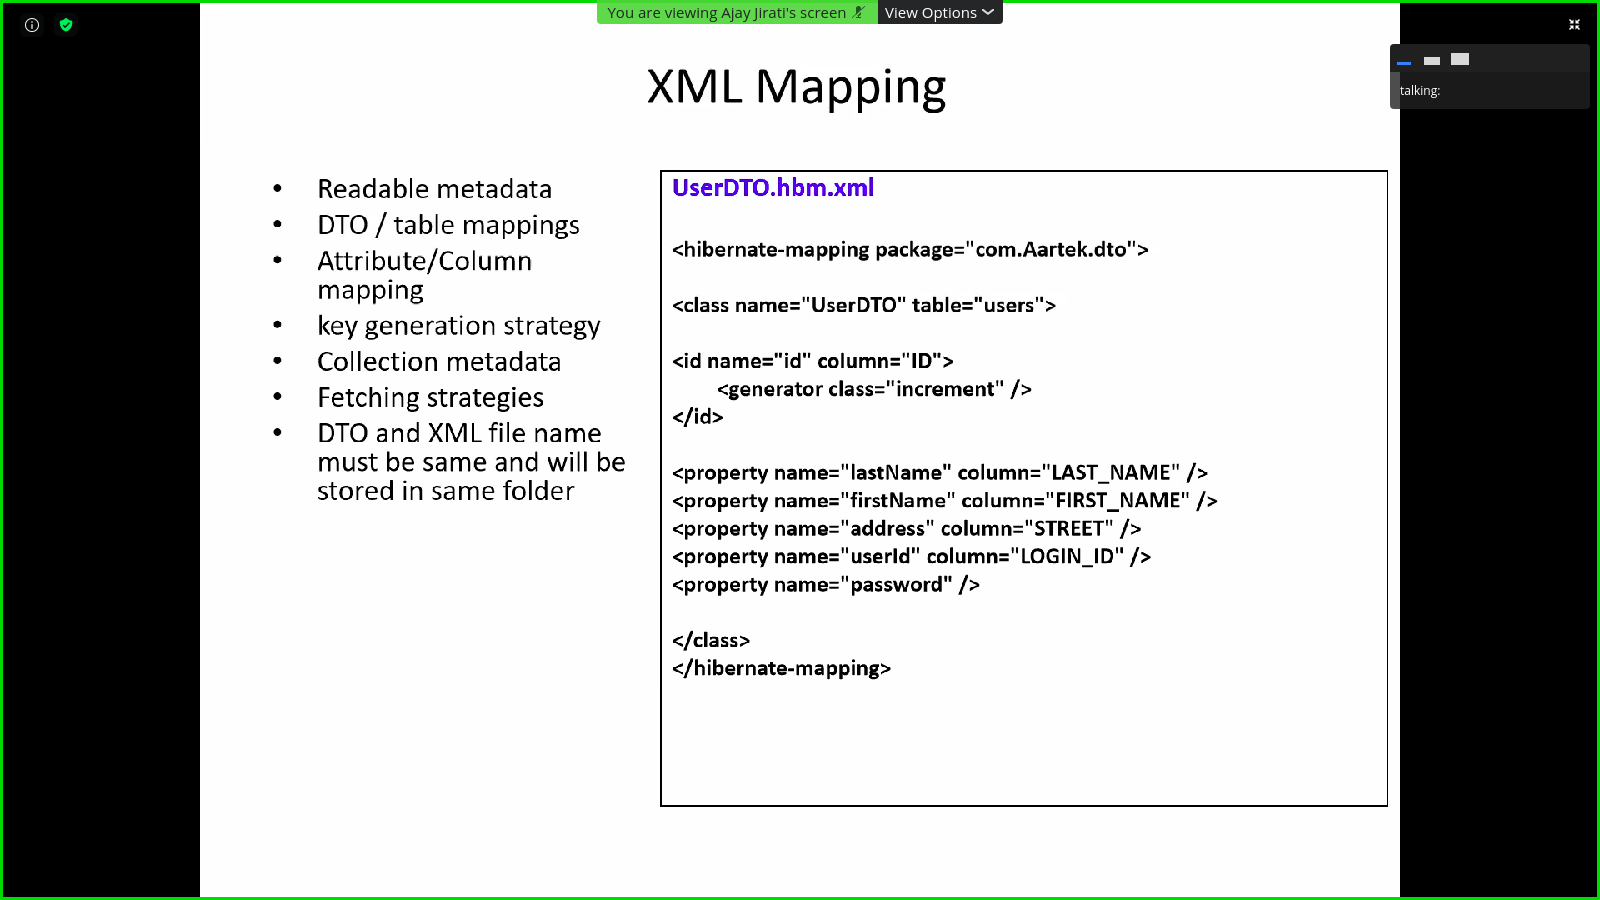 You are viewing Ajay Jirati's screen
View Options
talking:
XML Mapping
• Readable metadata
• DTO / table mappings
• Attribute/Column
mapping
• key generation strategy
• Collection metadata
• Fetching strategies
• DTO and XML file name
must be same and will be
stored in same folder
UserDTO.hbm.xml
<hibernate-mapping package="com.Aartek.dto">
<class name="UserDTO" table="users">
<id name="id" column="ID">
<generator class="increment" />
</id>
<property name="lastName" column="LAST_NAME" />
<property name="firstName" column="FIRST_NAME" />
<property name="address" column="STREET" />
<property name="userId" column="LOGIN_ID" />
<property name="password" />
</class>
</hibernate-mapping>